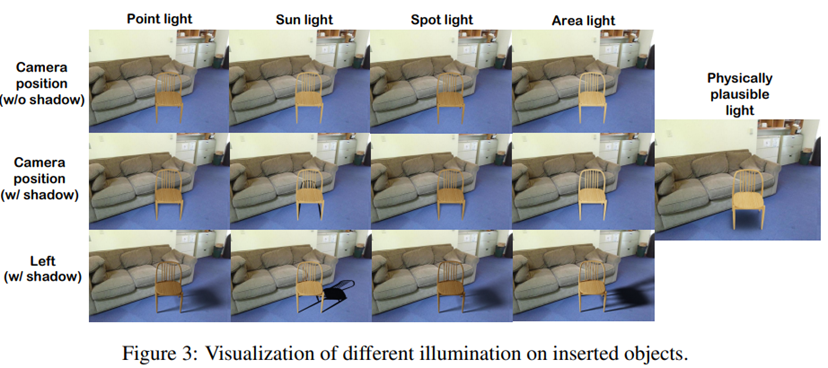 Point light
Sun light
Spot light
Area light
Camera
position
(w/o shadow)
Physically
plausible
light
Camera
position
(w/ shadow)
Left
(w/ shadow)
Figure 3: Visualization of different illumination on inserted objects.